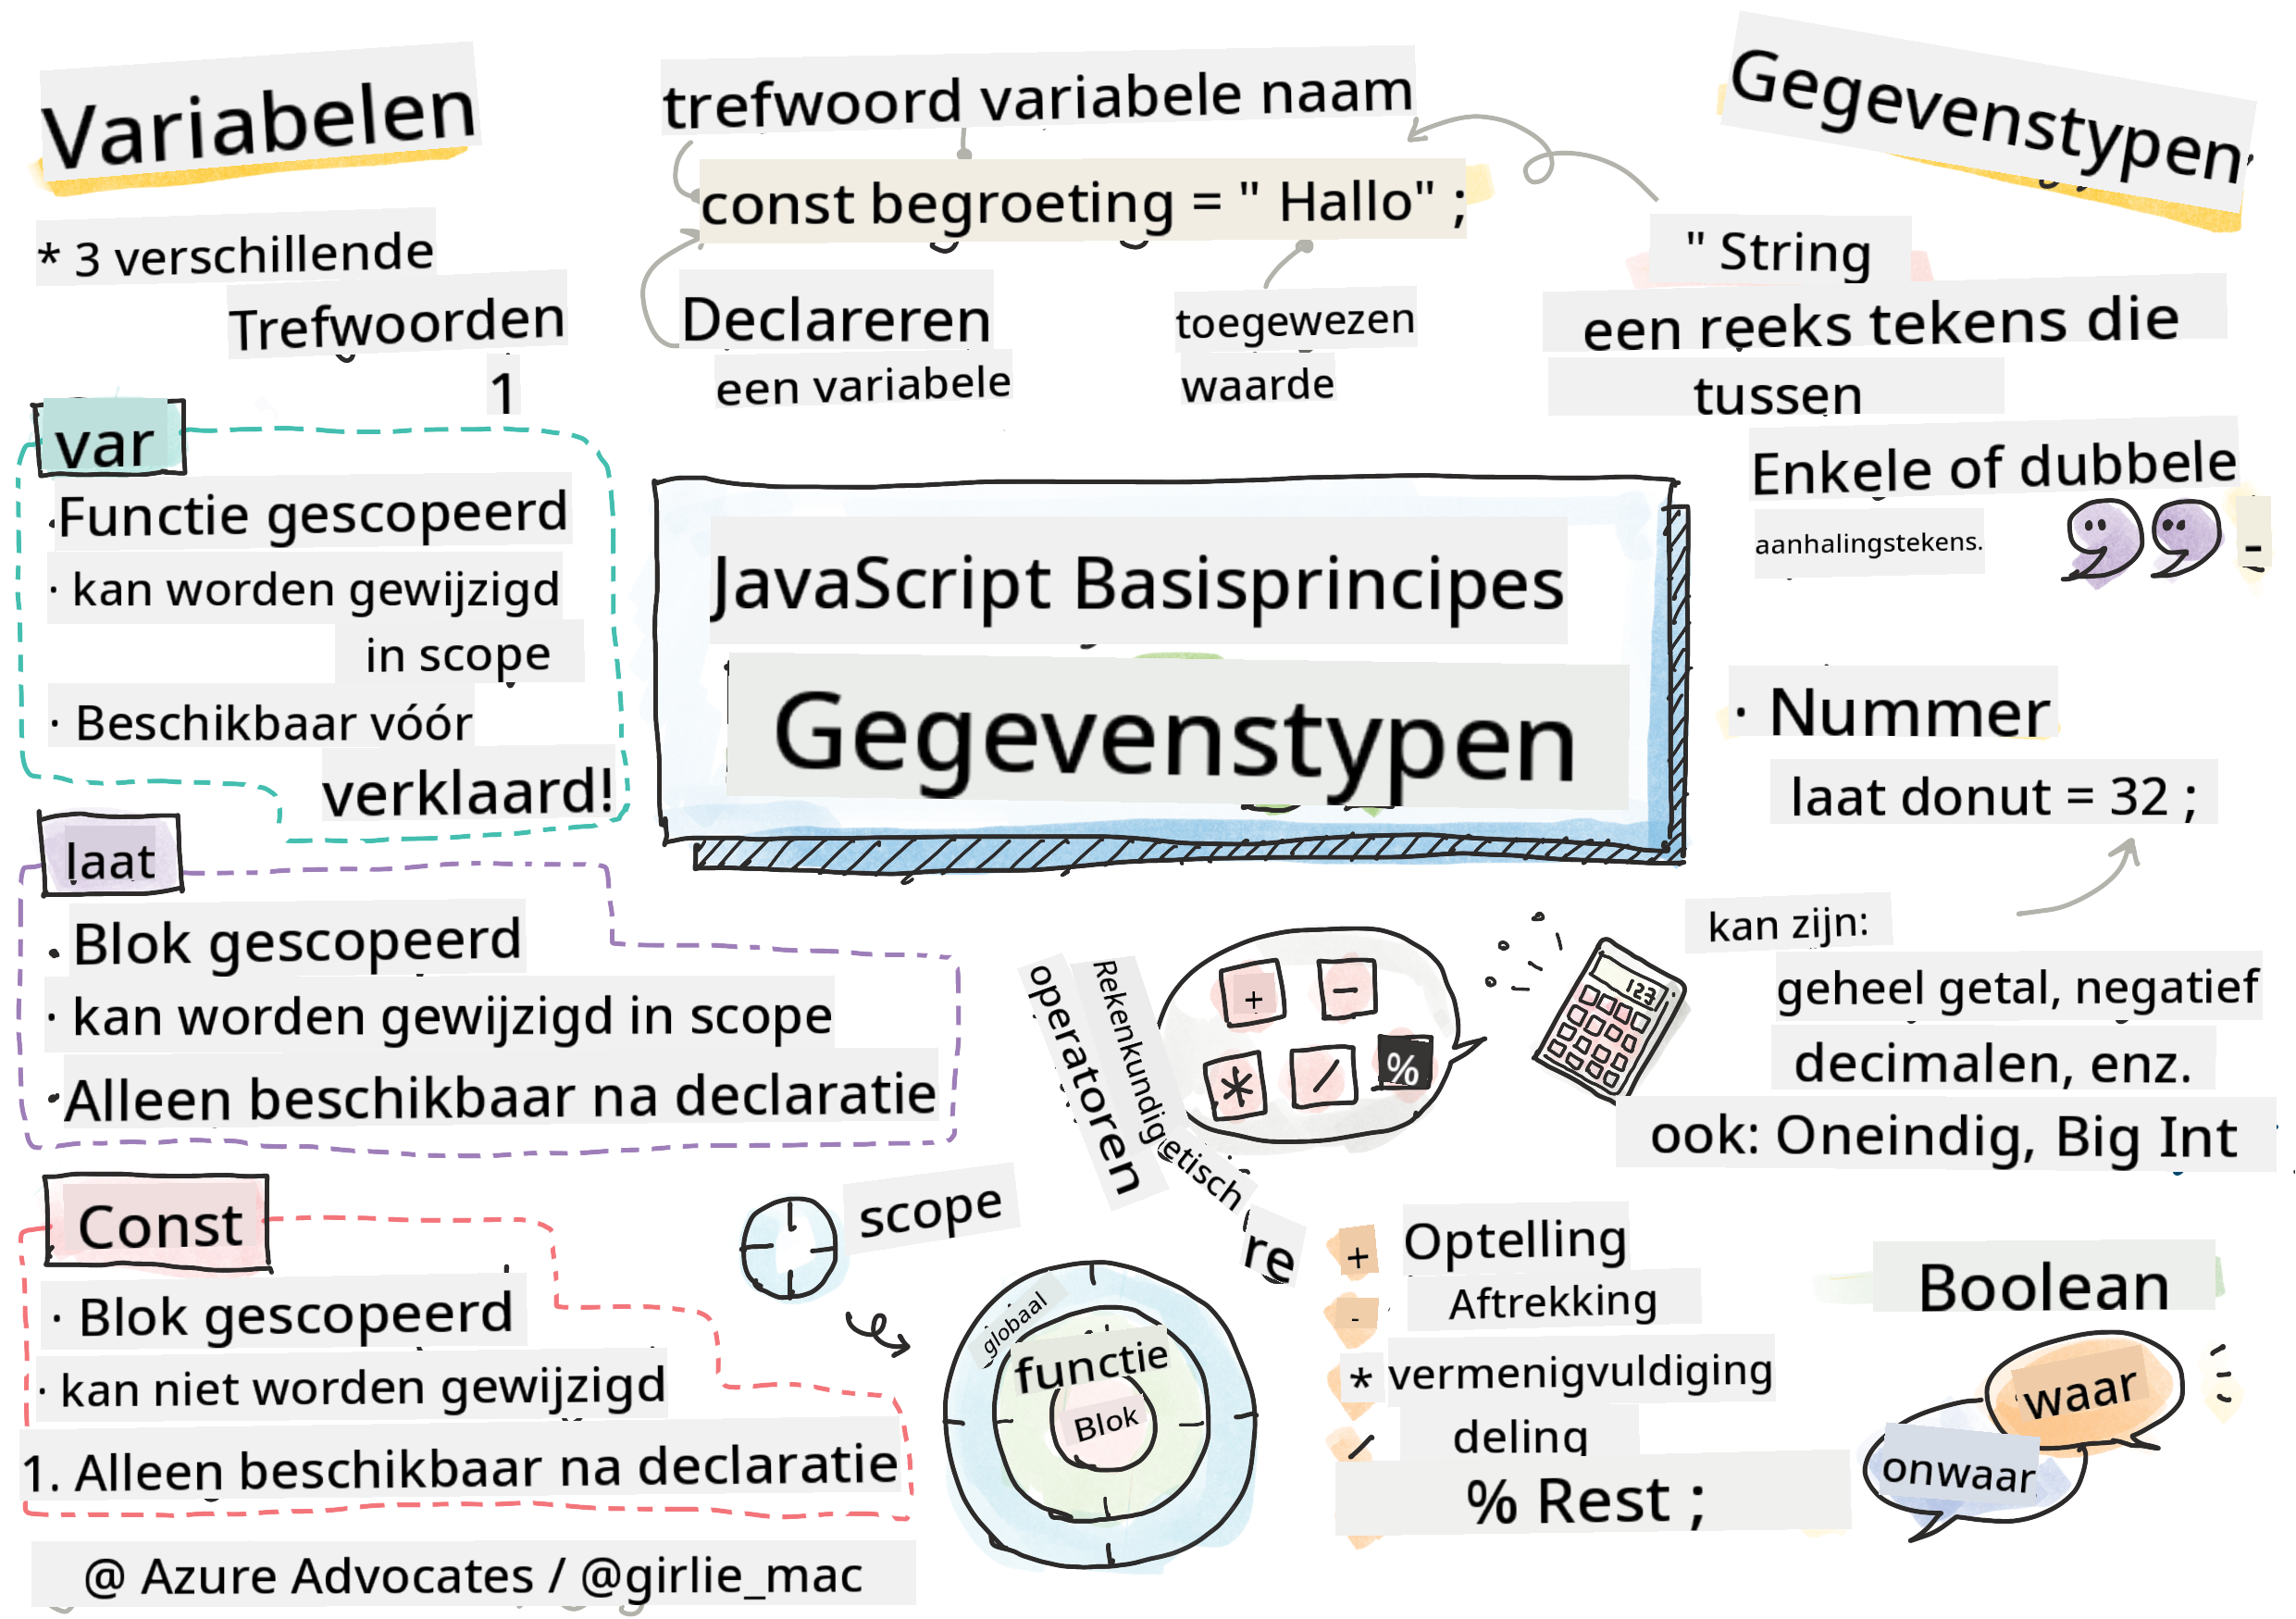 Variabelen
* 3 verschillende
Trefwoorden
1
var
Functie gescopeerd
· kan worden gewijzigd
in scope
· Beschikbaar vóór
verklaard!
laat
Blok gescopeerd
· kan worden gewijzigd in scope
Alleen beschikbaar na declaratie
Const
· Blok gescopeerd
· kan niet worden gewijzigd
1. Alleen beschikbaar na declaratie
@ Azure Advocates / @girlie_mac
trefwoord variabele naam
const begroeting = " Hallo" ;
Declareren
een variabele
toegewezen
waarde
JavaScript Basisprincipes
Gegevenstypen
scope
globaal
functie
Blok
operatoren
Rekenkundig
etisch
re
+ −
* / %
123
+ Optelling
- Aftrekking
* vermenigvuldiging
/ deling
% Rest ;
Gegevenstypen
" String
een reeks tekens die
tussen
Enkele of dubbele
aanhalingstekens.
-
· Nummer
laat donut = 32 ;
kan zijn:
geheel getal, negatief
decimalen, enz.
ook: Oneindig, Big Int
Boolean
waar
onwaar